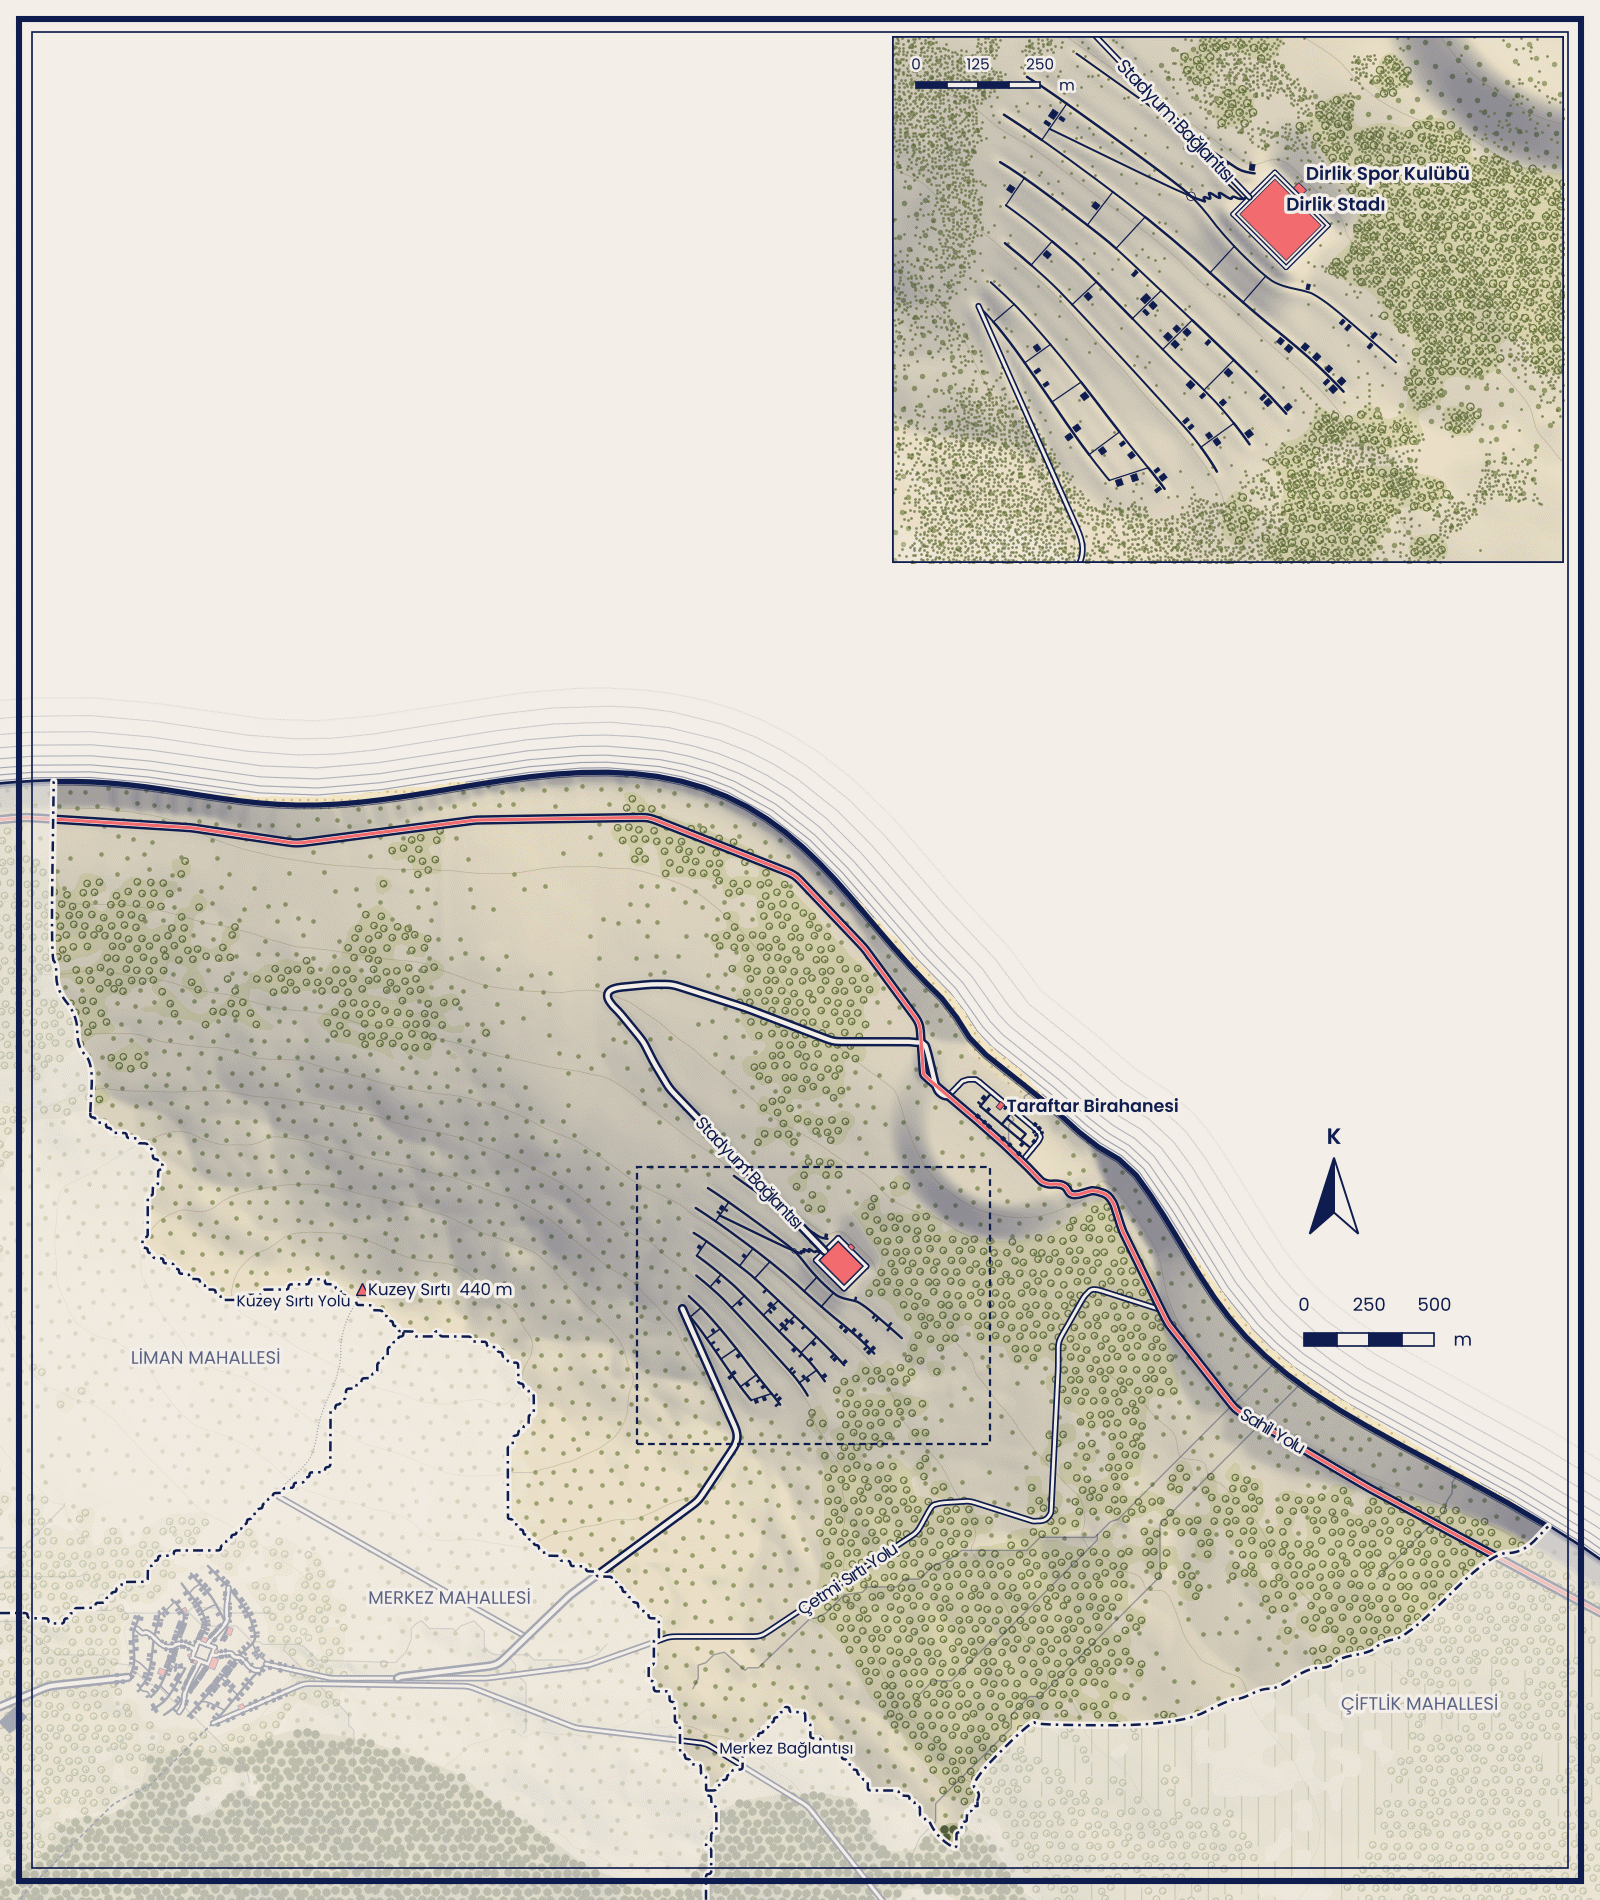 0 125 250
m
Stadyum Bağlantısı
Dirlik Spor Kulübü
Dirlik Stadı
Taraftar Birahanesi
K
Stadyum Bağlantısı
Kuzey Sırtı 440 m
Kuzey Sırtı Yolu
0 250 500
m
LİMAN MAHALLESİ
Sahil Yolu
Çetmi Sırtı Yolu
MERKEZ MAHALLESİ
ÇİFTLİK MAHALLESİ
Merkez Bağlantısı